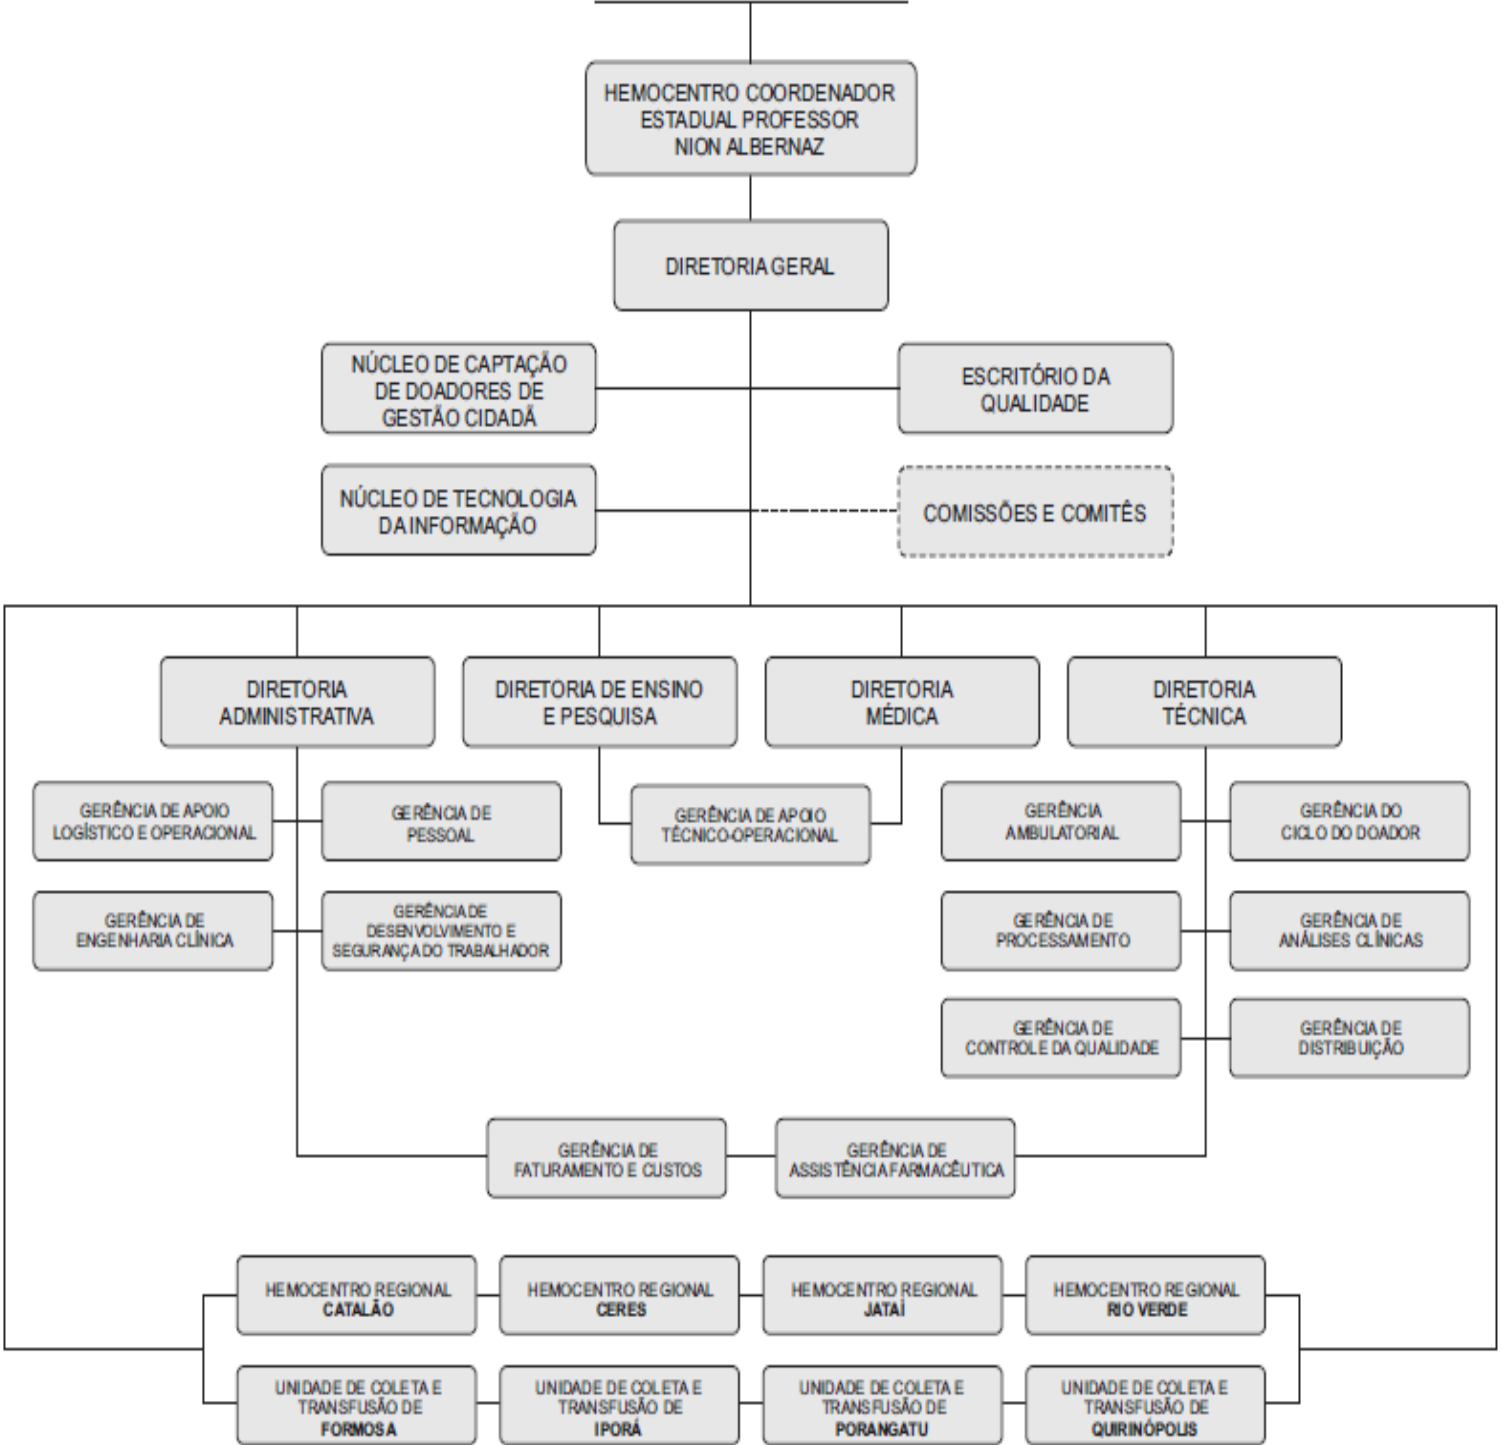 HEMOCENTRO COORDENADOR
ESTADUAL PROFESSOR
NION ALBERNAZ
DIRETORIA GERAL
NÚCLEO DE CAPTAÇÃO
DE DOADORES DE
GESTÃO CIDADÃ
ESCRITÓRIO DA
QUALIDADE
NÚCLEO DE TECNOLOGIA
DA INFORMAÇÃO
COMISSÕES E COMITÊS
DIRETORIA
ADMINISTRATIVA
DIRETORIA DE ENSINO
E PESQUISA
DIRETORIA
MÉDICA
DIRETORIA
TÉCNICA
GERÊNCIA DE APOIO
LOGÍSTICO E OPERACIONAL
GERÊNCIA DE
PESSOAL
GERÊNCIA DE APOIO
TÉCNICO-OPERACIONAL
GERÊNCIA
AMBULATORIAL
GERÊNCIA DO
CICLO DO DOADOR
GERÊNCIA DE
ENGENHARIA CLÍNICA
GERÊNCIA DE
DESENVOLVIMENTO E
SEGURANÇA DO TRABALHADOR
GERÊNCIA DE
PROCESSAMENTO
GERÊNCIA DE
ANÁLISES CLÍNICAS
GERÊNCIA DE
CONTROLE DA QUALIDADE
GERÊNCIA DE
DISTRIBUIÇÃO
GERÊNCIA DE
FATURAMENTO E CUSTOS
GERÊNCIA DE
ASSISTÊNCIA FARMACÊUTICA
HEMOCENTRO REGIONAL
CATALÃO
HEMOCENTRO REGIONAL
CERES
HEMOCENTRO REGIONAL
JATAÍ
HEMOCENTRO REGIONAL
RIO VERDE
UNIDADE DE COLETA E
TRANSFUSÃO DE
FORMOSA
UNIDADE DE COLETA E
TRANSFUSÃO DE
IPORÁ
UNIDADE DE COLETA E
TRANSFUSÃO DE
PORANGATU
UNIDADE DE COLETA E
TRANSFUSÃO DE
QUIRINÓPOLIS